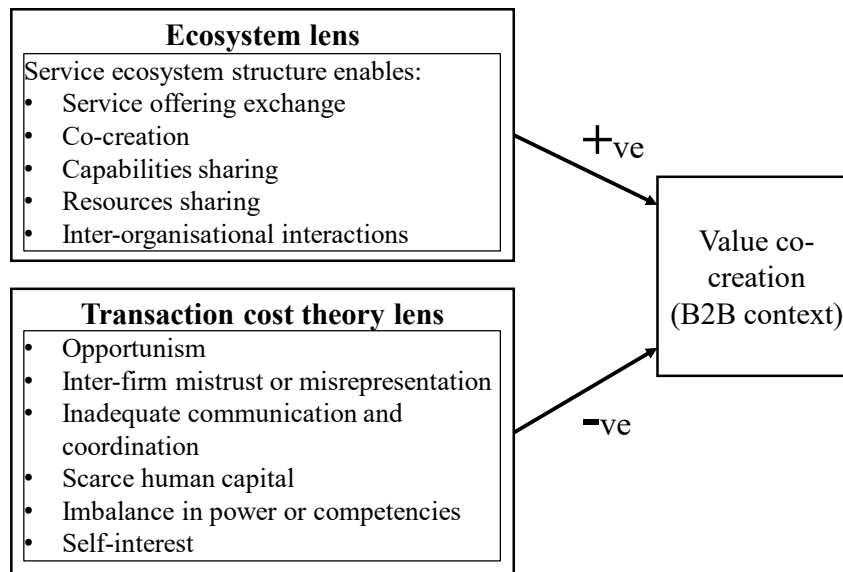 Ecosystem lens
Service ecosystem structure enables:
• Service offering exchange
• Co-creation
• Capabilities sharing
• Resources sharing
• Inter-organisational interactions
+ve
Value co-
creation
(B2B context)
Transaction cost theory lens
• Opportunism
• Inter-firm mistrust or misrepresentation
• Inadequate communication and
coordination
• Scarce human capital
• Imbalance in power or competencies
• Self-interest
-ve